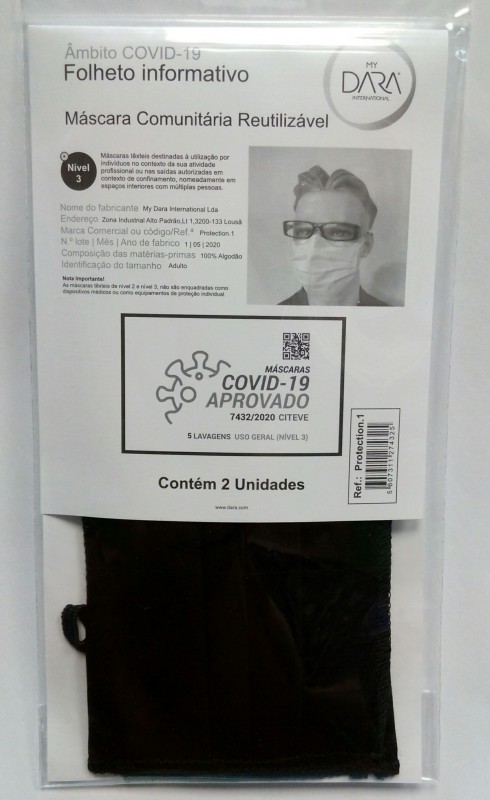 Âmbito COVID-19
Folheto informativo
MY
DARA
INTERNATIONAL
Máscara Comunitária Reutilizável
Nível
3
Máscaras têxteis destinadas à utilização por
indivíduos no contexto da sua atividade
profissional ou nas saídas autorizadas em
contexto de confinamento, nomeadamente em
espaços interiores com múltiplas pessoas.
Nome do fabricante My Dara International Lda
Endereço Zona Industrial Alto Padrão,Lt 1,3200-133 Lousã
Marca Comercial ou código/Ref.ª Protection.1
N.º lote | Mês | Ano de fabrico 1 | 05 | 2020
Composição das matérias-primas 100% Algodão
Identificação do tamanho Adulto
Nota Importante!
As máscaras têxteis de nível 2 e nível 3, não são enquadradas como
dispositivos médicos ou como equipamentos de proteção individual
MÁSCARAS
COVID-19
APROVADO
7432/2020 CITEVE
5 LAVAGENS USO GERAL (NÍVEL 3)
Contém 2 Unidades
www.dara.com
Ref.: Protection.1
5607311274325